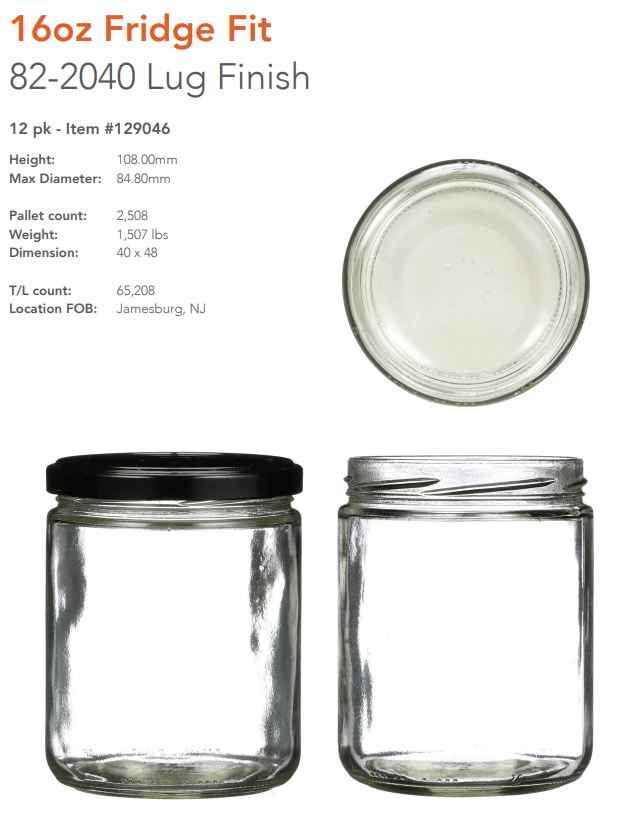 16oz Fridge Fit
82-2040 Lug Finish
12 pk - Item #129046
Height: 108.00mm
Max Diameter: 84.80mm
Pallet count: 2,508
Weight: 1,507 lbs
Dimension: 40 x 48
T/L count: 65,208
Location FOB: Jamesburg, NJ